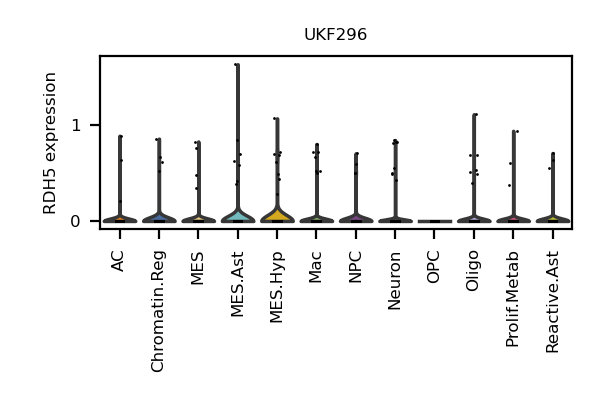 UKF296
RDH5 expression
1
0
AC
Chromatin.Reg
MES
MES.Ast
MES.Hyp
Mac
NPC
Neuron
OPC
Oligo
Prolif.Metab
Reactive.Ast